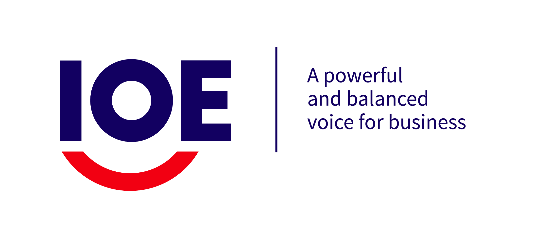 IOE
A powerful
and balanced
voice for business